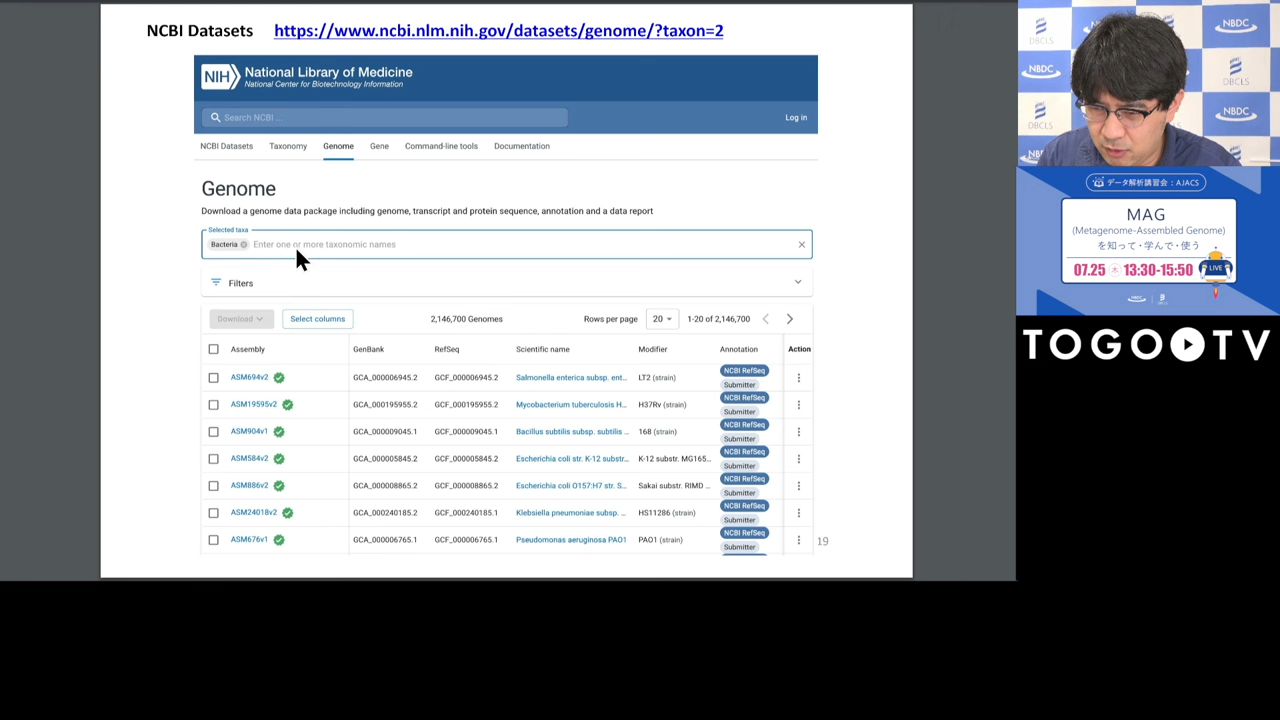 NCBI Datasets https://www.ncbi.nlm.nih.gov/datasets/genome/?taxon=2
NIH National Library of Medicine
National Center for Biotechnology Information
Search NCBI ...
Log in
NCBI Datasets Taxonomy Genome Gene Command-line tools Documentation
Genome
Download a genome data package including genome, transcript and protein sequence, annotation and a data report
Selected taxa
Bacteria Enter one or more taxonomic names
Filters
Download Select columns 2,146,700 Genomes Rows per page 20 1-20 of 2,146,700
Assembly GenBank RefSeq Scientific name Modifier Annotation Action
ASM694v2 GCA_000006945.2 GCF_000006945.2 Salmonella enterica subsp. ent... LT2 (strain) NCBI RefSeq
Submitter
ASM19595v2 GCA_000195955.2 GCF_000195955.2 Mycobacterium tuberculosis H... H37Rv (strain) NCBI RefSeq
Submitter
ASM904v1 GCA_000009045.1 GCF_000009045.1 Bacillus subtilis subsp. subtilis ... 168 (strain) NCBI RefSeq
Submitter
ASM584v2 GCA_000005845.2 GCF_000005845.2 Escherichia coli str. K-12 substr... K-12 substr. MG165... NCBI RefSeq
Submitter
ASM886v2 GCA_000008865.2 GCF_000008865.2 Escherichia coli O157:H7 str. S... Sakai substr. RIMD ... NCBI RefSeq
Submitter
ASM24018v2 GCA_000240185.2 GCF_000240185.1 Klebsiella pneumoniae subsp. ... HS11286 (strain) NCBI RefSeq
Submitter
ASM676v1 GCA_000006765.1 GCF_000006765.1 Pseudomonas aeruginosa PAO1 PAO1 (strain) NCBI RefSeq
Submitter
19
NBDC
DBCLS
NBDC
DBCLS
DBCLS
NBDC
データ解析講習会：AJACS
MAG
(Metagenome-Assembled Genome)
を知って・学んで・使う
07.25 木 13:30-15:50
LIVE
TOGO TV